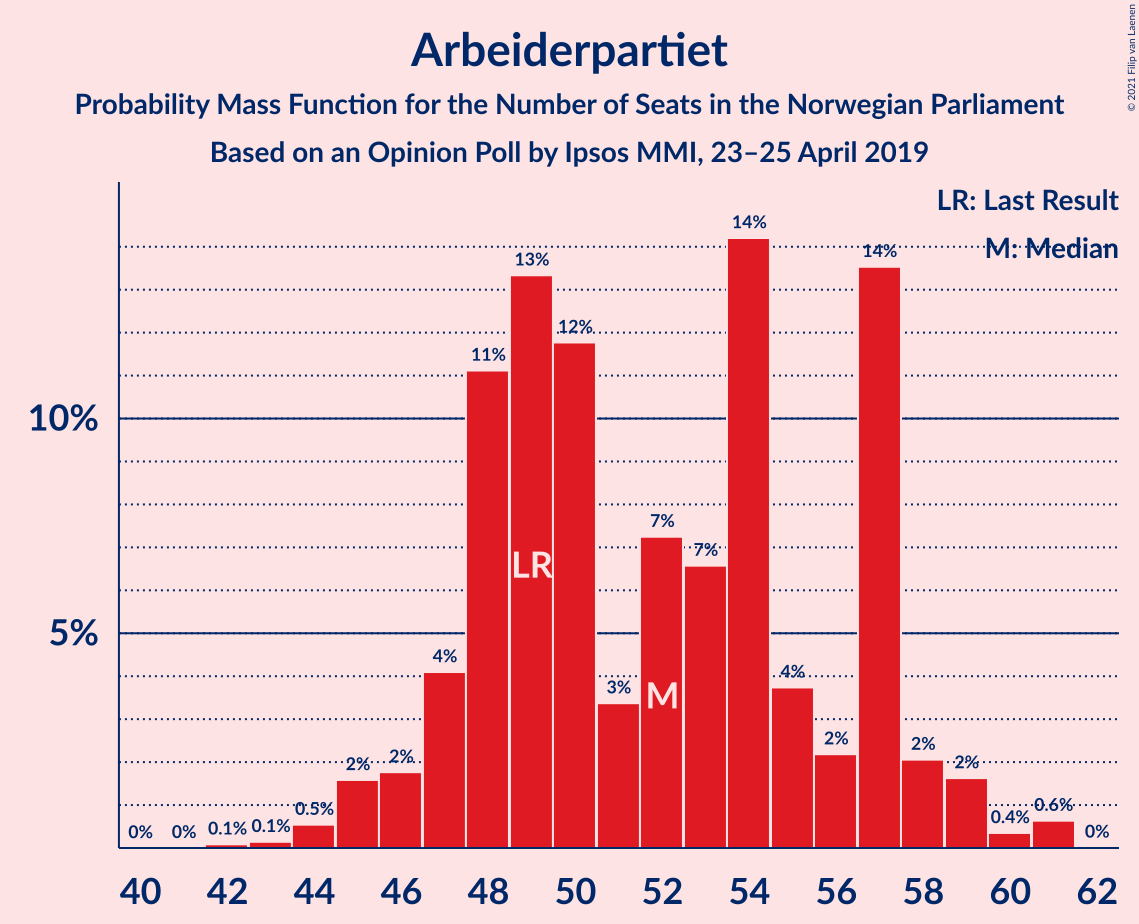 Arbeiderpartiet
Probability Mass Function for the Number of Seats in the Norwegian Parliament
Based on an Opinion Poll by Ipsos MMI, 23–25 April 2019
© 2021 Filip van Laenen
LR: Last Result
M: Median
10%
5%
0% 0% 0.1% 0.1% 0.5% 2% 2% 4% 11% 13% 12% 3% 7% 7% 14% 4% 2% 14% 2% 2% 0.4% 0.6% 0%
LR
M
40 42 44 46 48 50 52 54 56 58 60 62